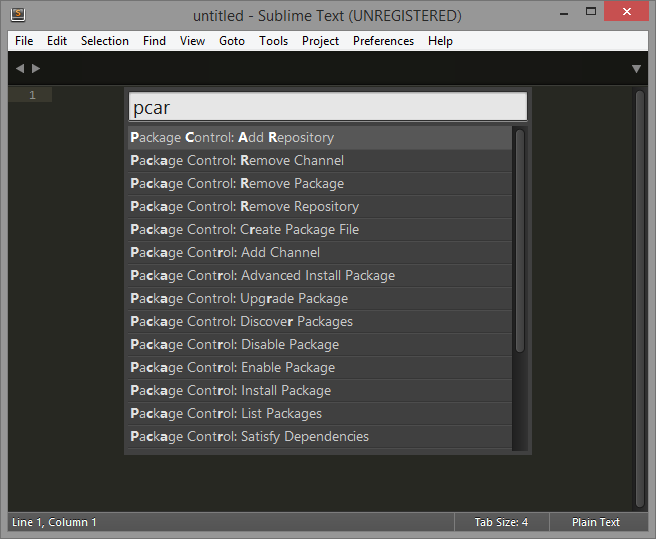 untitled - Sublime Text (UNREGISTERED)
File Edit Selection Find View Goto Tools Project Preferences Help
1
pcar
Package Control: Add Repository
Package Control: Remove Channel
Package Control: Remove Package
Package Control: Remove Repository
Package Control: Create Package File
Package Control: Add Channel
Package Control: Advanced Install Package
Package Control: Upgrade Package
Package Control: Discover Packages
Package Control: Disable Package
Package Control: Enable Package
Package Control: Install Package
Package Control: List Packages
Package Control: Satisfy Dependencies
Line 1, Column 1 Tab Size: 4 Plain Text